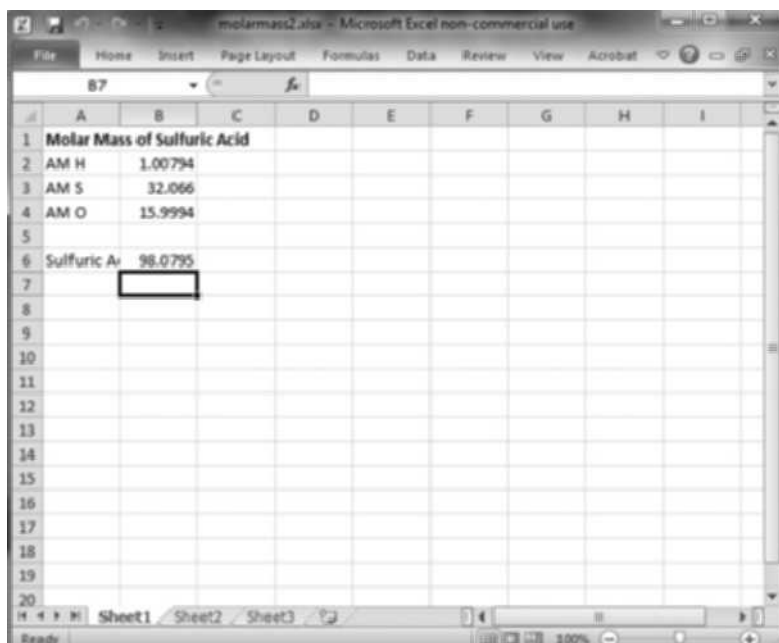 molarmass2.xlsx - Microsoft Excel non-commercial use
File Home Insert Page Layout Formulas Data Review View Acrobat
B7 fx
A B C D E F G H I
1 Molar Mass of Sulfuric Acid
2 AM H 1.00794
3 AM S 32.066
4 AM O 15.9994
5
6 Sulfuric A 98.0795
7
8
9
10
11
12
13
14
15
16
17
18
19
20
Sheet1 Sheet2 Sheet3
Ready 100%